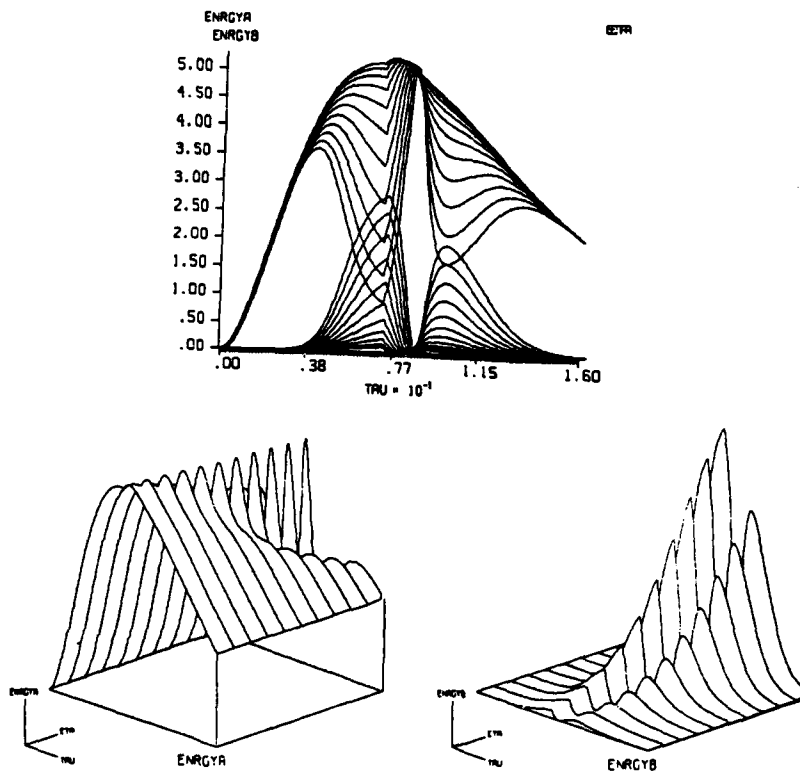 ENRGYA
ENRGYB
5.00
4.50
4.00
3.50
3.00
2.50
2.00
1.50
1.00
.50
.00
.00 .38 .77 1.15 1.60
TAU × 10⁻¹
ENRGYA
ETA
TAU
ENRGYA
ENRGYB
ETA
TAU
ENRGYB